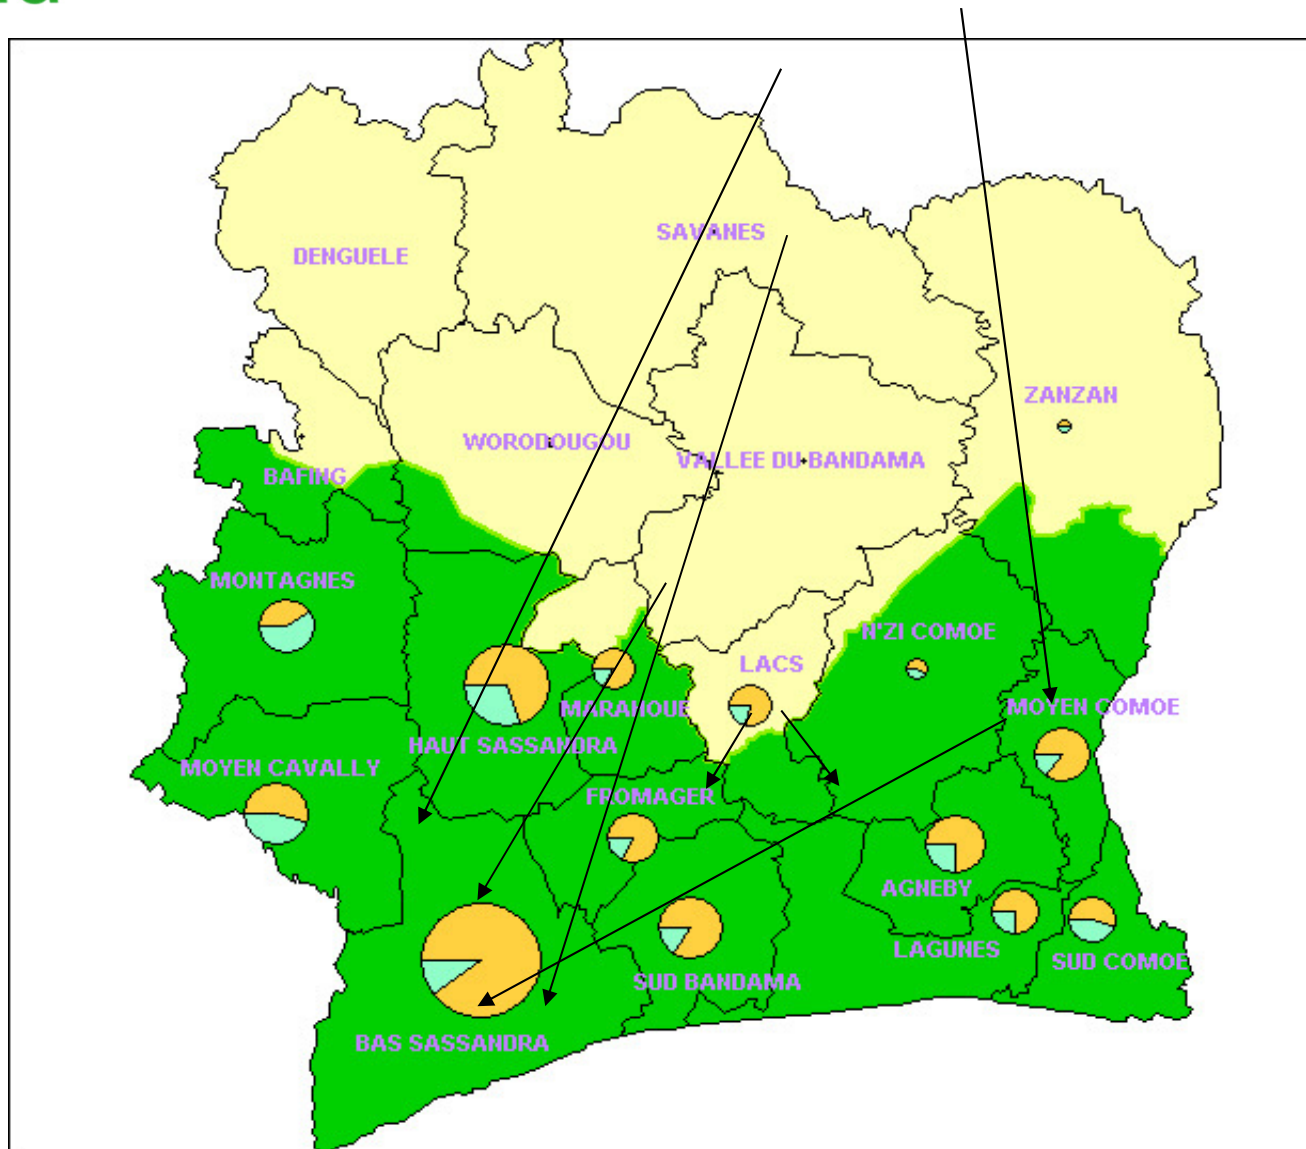 SAVANES
DENGUELE
ZANZAN
WORODOUGOU
VALLEE DU BANDAMA
BAFING
MONTAGNES
N'ZI COMOE
LACS
MARAHOUE
MOYEN COMOE
HAUT SASSANDRA
MOYEN CAVALLY
FROMAGER
AGNEBY
LAGUNES
SUD COMOE
SUD BANDAMA
BAS SASSANDRA